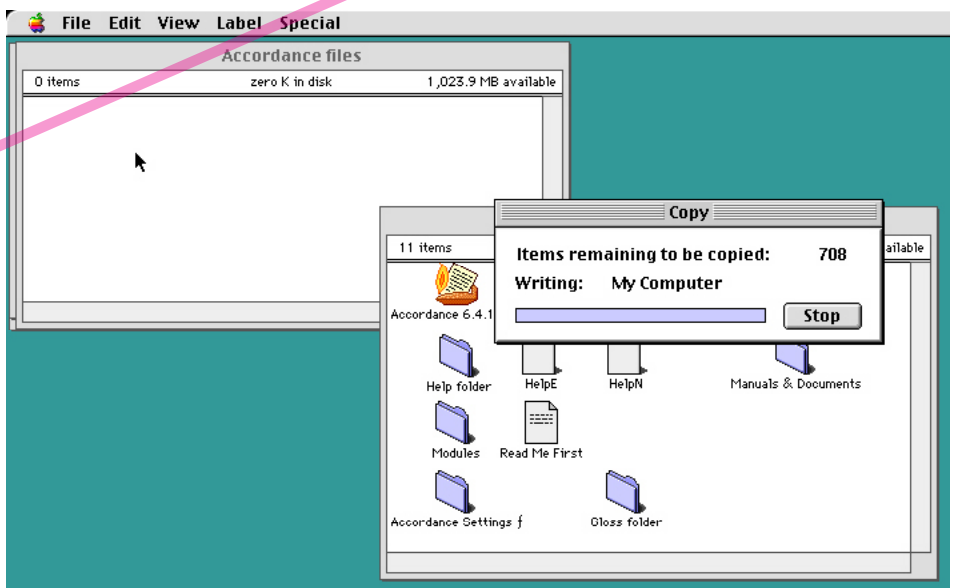 File Edit View Label Special
Accordance files
0 items zero K in disk 1,023.9 MB available
Copy
Items remaining to be copied: 708
Writing: My Computer
Stop
11 items ailable
Accordance 6.4.1
Help folder HelpE HelpN Manuals & Documents
Modules Read Me First
Accordance Settings ƒ Gloss folder